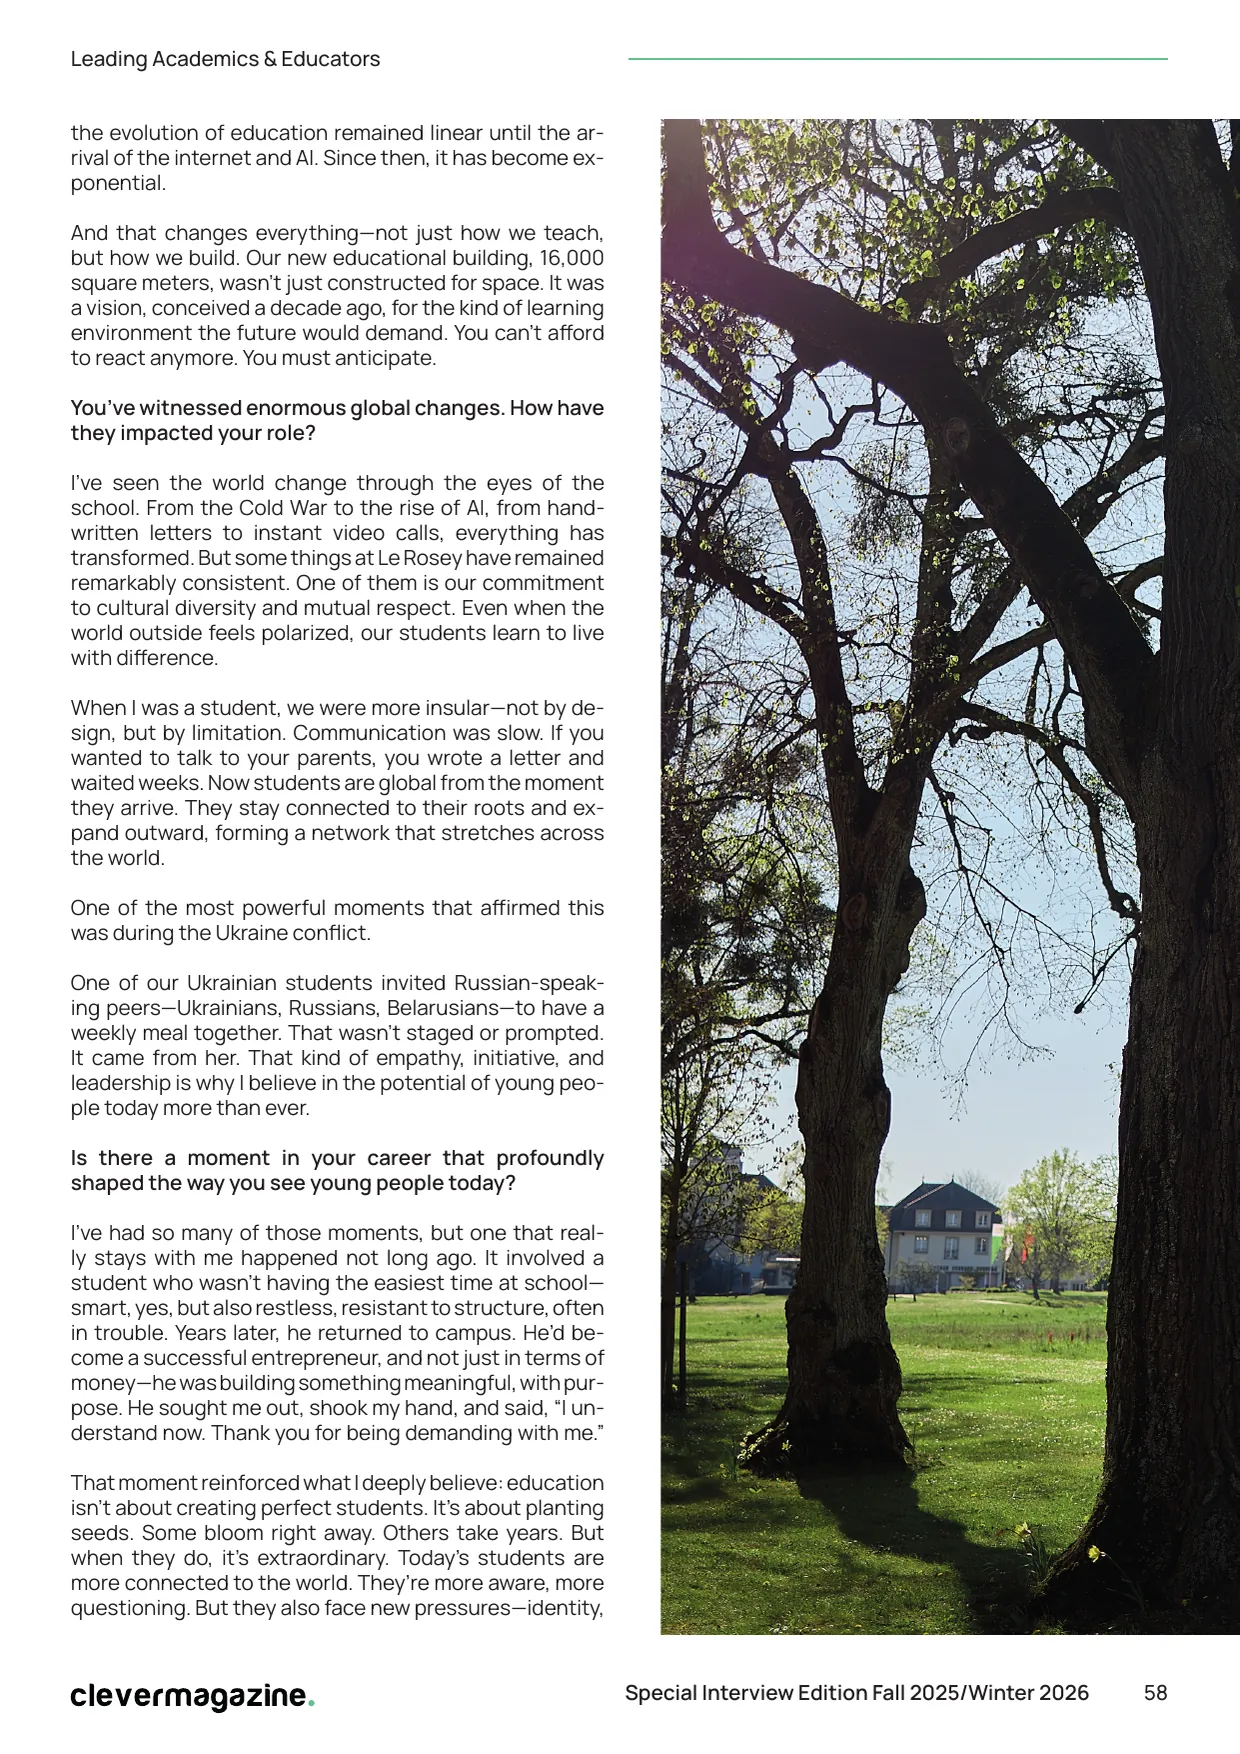 Leading Academics & Educators
the evolution of education remained linear until the ar-
rival of the internet and AI. Since then, it has become ex-
ponential.
And that changes everything—not just how we teach,
but how we build. Our new educational building, 16,000
square meters, wasn't just constructed for space. It was
a vision, conceived a decade ago, for the kind of learning
environment the future would demand. You can't afford
to react anymore. You must anticipate.
You've witnessed enormous global changes. How have
they impacted your role?
I've seen the world change through the eyes of the
school. From the Cold War to the rise of AI, from hand-
written letters to instant video calls, everything has
transformed. But some things at Le Rosey have remained
remarkably consistent. One of them is our commitment
to cultural diversity and mutual respect. Even when the
world outside feels polarized, our students learn to live
with difference.
When I was a student, we were more insular—not by de-
sign, but by limitation. Communication was slow. If you
wanted to talk to your parents, you wrote a letter and
waited weeks. Now students are global from the moment
they arrive. They stay connected to their roots and ex-
pand outward, forming a network that stretches across
the world.
One of the most powerful moments that affirmed this
was during the Ukraine conflict.
One of our Ukrainian students invited Russian-speak-
ing peers—Ukrainians, Russians, Belarusians—to have a
weekly meal together. That wasn't staged or prompted.
It came from her. That kind of empathy, initiative, and
leadership is why I believe in the potential of young peo-
ple today more than ever.
Is there a moment in your career that profoundly
shaped the way you see young people today?
I've had so many of those moments, but one that real-
ly stays with me happened not long ago. It involved a
student who wasn't having the easiest time at school—
smart, yes, but also restless, resistant to structure, often
in trouble. Years later, he returned to campus. He'd be-
come a successful entrepreneur, and not just in terms of
money—he was building something meaningful, with pur-
pose. He sought me out, shook my hand, and said, “I un-
derstand now. Thank you for being demanding with me.”
That moment reinforced what I deeply believe: education
isn't about creating perfect students. It's about planting
seeds. Some bloom right away. Others take years. But
when they do, it's extraordinary. Today's students are
more connected to the world. They're more aware, more
questioning. But they also face new pressures—identity,
clevermagazine.
Special Interview Edition Fall 2025/Winter 2026
58